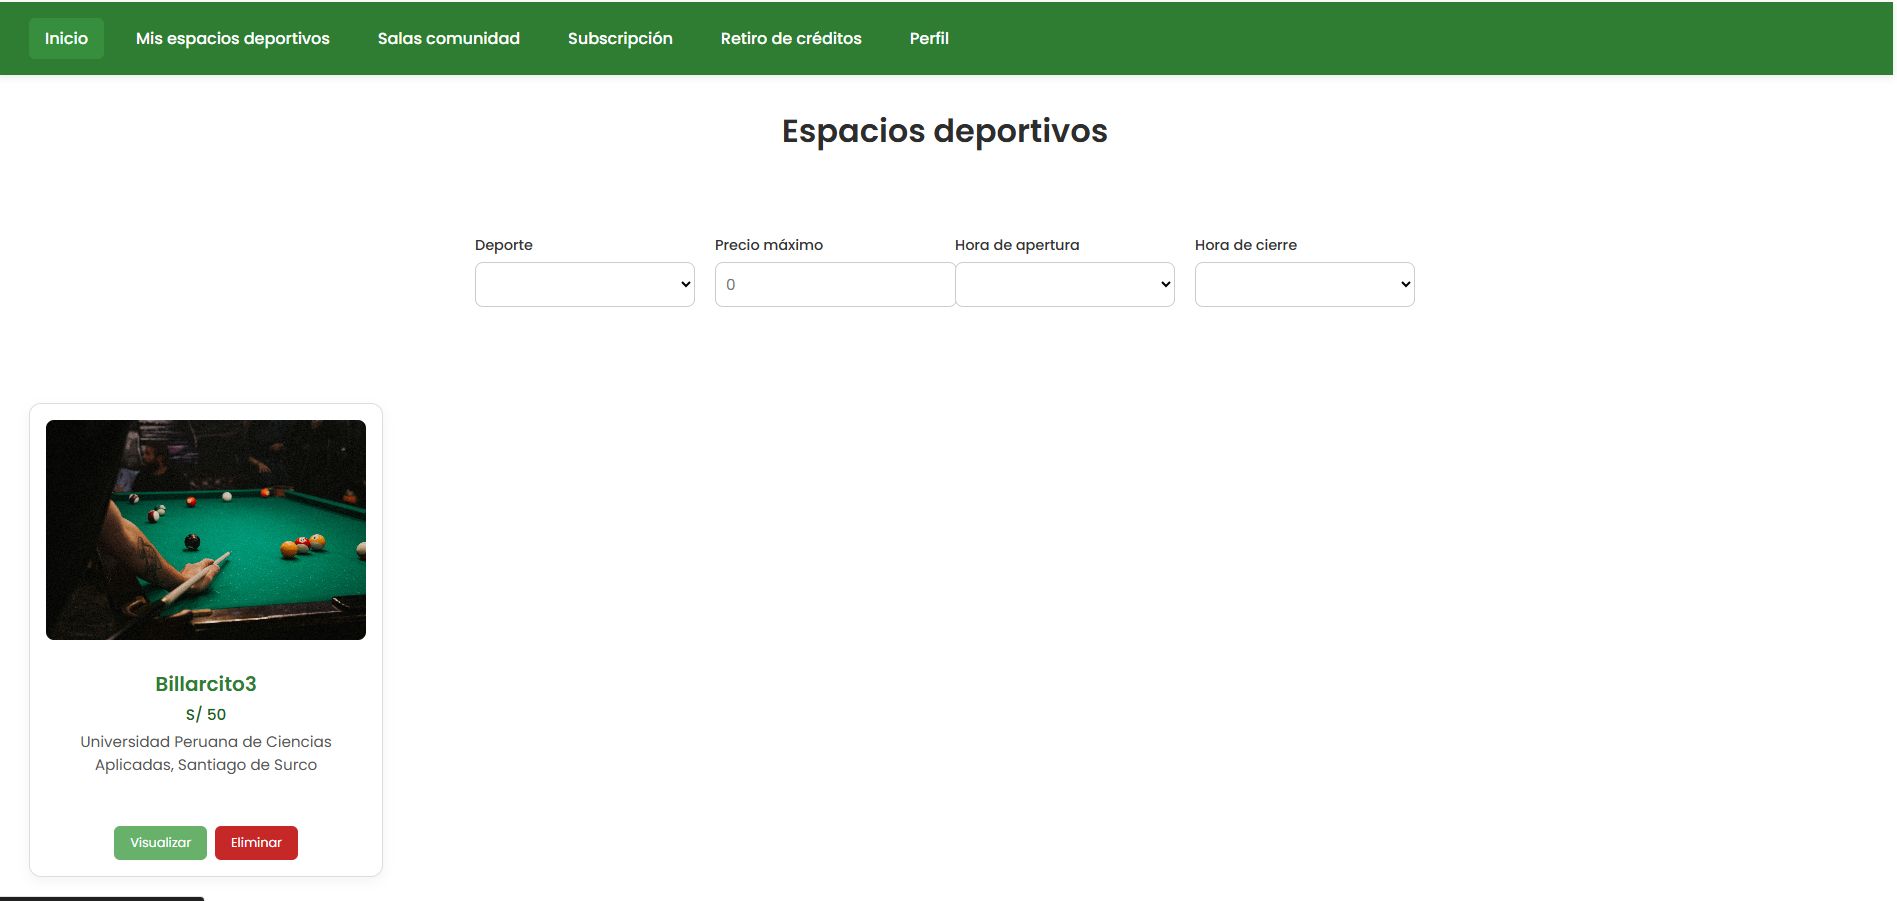 Inicio Mis espacios deportivos Salas comunidad Subscripción Retiro de créditos Perfil
Espacios deportivos
Deporte Precio máximo Hora de apertura Hora de cierre
0
Billarcito3
S/ 50
Universidad Peruana de Ciencias
Aplicadas, Santiago de Surco
Visualizar Eliminar